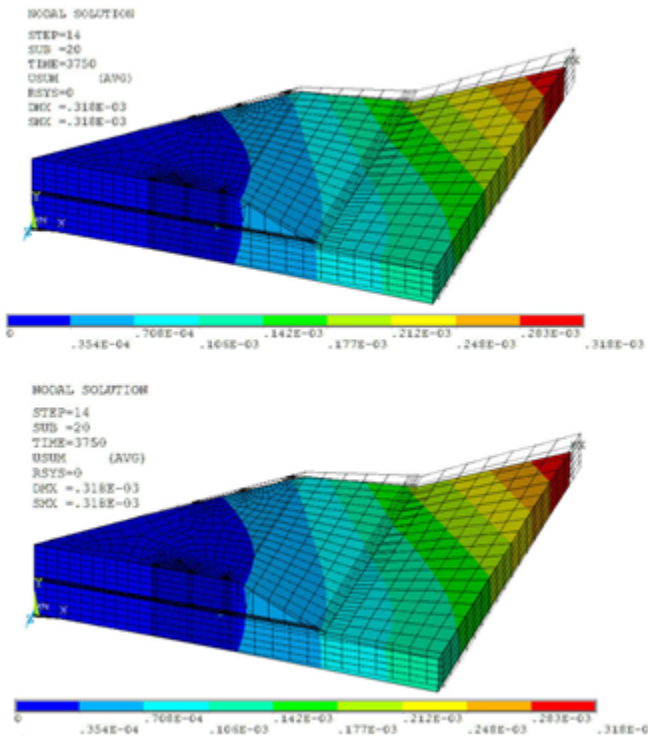 NODAL SOLUTION
STEP=14
SUB =20
TIME=3750
USUM (AVG)
RSYS=0
DMX =.318E-03
SMX =.318E-03
Y
X
0 .708E-04 .142E-03 .212E-03 .283E-03
.354E-04 .106E-03 .177E-03 .248E-03 .318E-03
NODAL SOLUTION
STEP=14
SUB =20
TIME=3750
USUM (AVG)
RSYS=0
DMX =.318E-03
SMX =.318E-03
Y
X
0 .708E-04 .142E-03 .212E-03 .283E-03
.354E-04 .106E-03 .177E-03 .248E-03 .318E-0